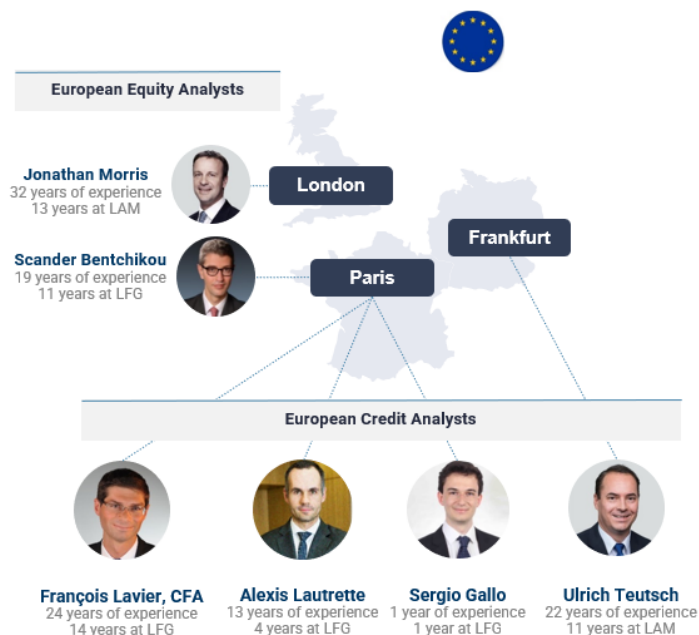 European Equity Analysts
Jonathan Morris
32 years of experience
13 years at LAM
London
Frankfurt
Scander Bentchikou
19 years of experience
11 years at LFG
Paris
European Credit Analysts
François Lavier, CFA
24 years of experience
14 years at LFG
Alexis Lautrette
13 years of experience
4 years at LFG
Sergio Gallo
1 year of experience
1 year at LFG
Ulrich Teutsch
22 years of experience
11 years at LAM